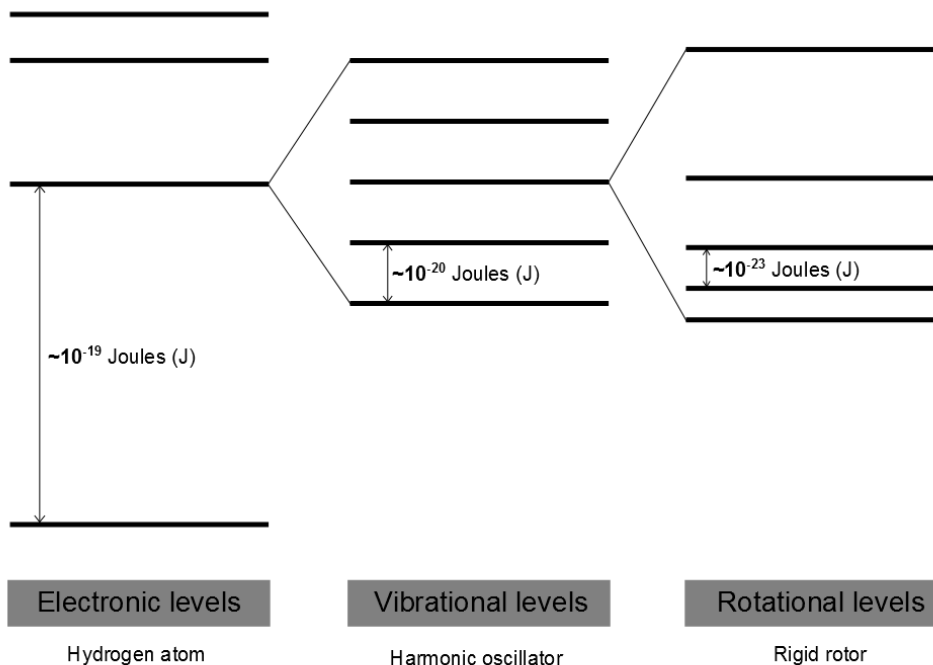 ~10⁻²⁰ Joules (J)
~10⁻²³ Joules (J)
~10⁻¹⁹ Joules (J)
Electronic levels
Vibrational levels
Rotational levels
Hydrogen atom
Harmonic oscillator
Rigid rotor